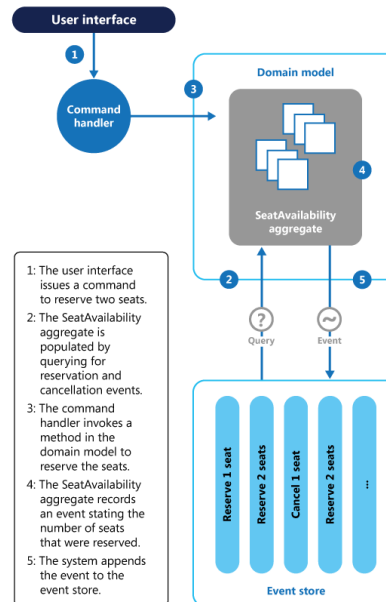 User interface
1
Command
handler
3
Domain model
4
SeatAvailability
aggregate
2
5
?
~
Query
Event
1: The user interface
issues a command
to reserve two seats.
2: The SeatAvailability
aggregate is
populated by
querying for
reservation and
cancellation events.
3: The command
handler invokes a
method in the
domain model to
reserve the seats.
4: The SeatAvailability
aggregate records
an event stating the
number of seats
that were reserved.
5: The system appends
the event to the
event store.
Reserve 1 seat
Reserve 2 seats
Cancel 1 seat
Reserve 2 seats
...
Event store